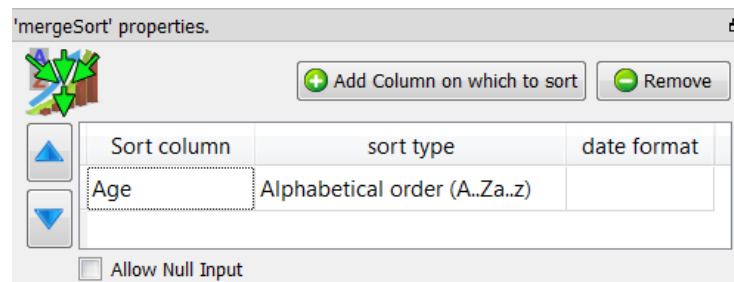 'mergeSort' properties.
Add Column on which to sort Remove
Sort column sort type date format
Age Alphabetical order (A..Za..z)
Allow Null Input